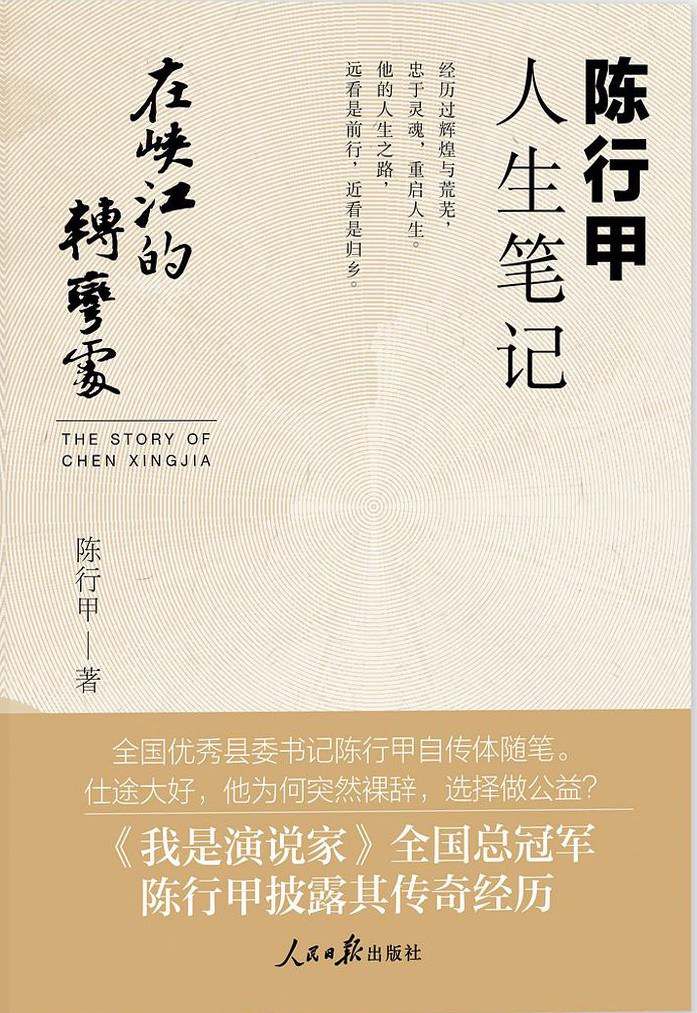 陈行甲
人生笔记
经历过辉煌与荒芜，
忠于灵魂，重启人生。
他的人生之路，
远看是前行，近看是归乡。
在峡江的
轉彎處
THE STORY OF
CHEN XINGJIA
陈行甲—著
全国优秀县委书记陈行甲自传体随笔。
仕途大好，他为何突然裸辞，选择做公益？
《我是演说家》全国总冠军
陈行甲披露其传奇经历
人民日报出版社